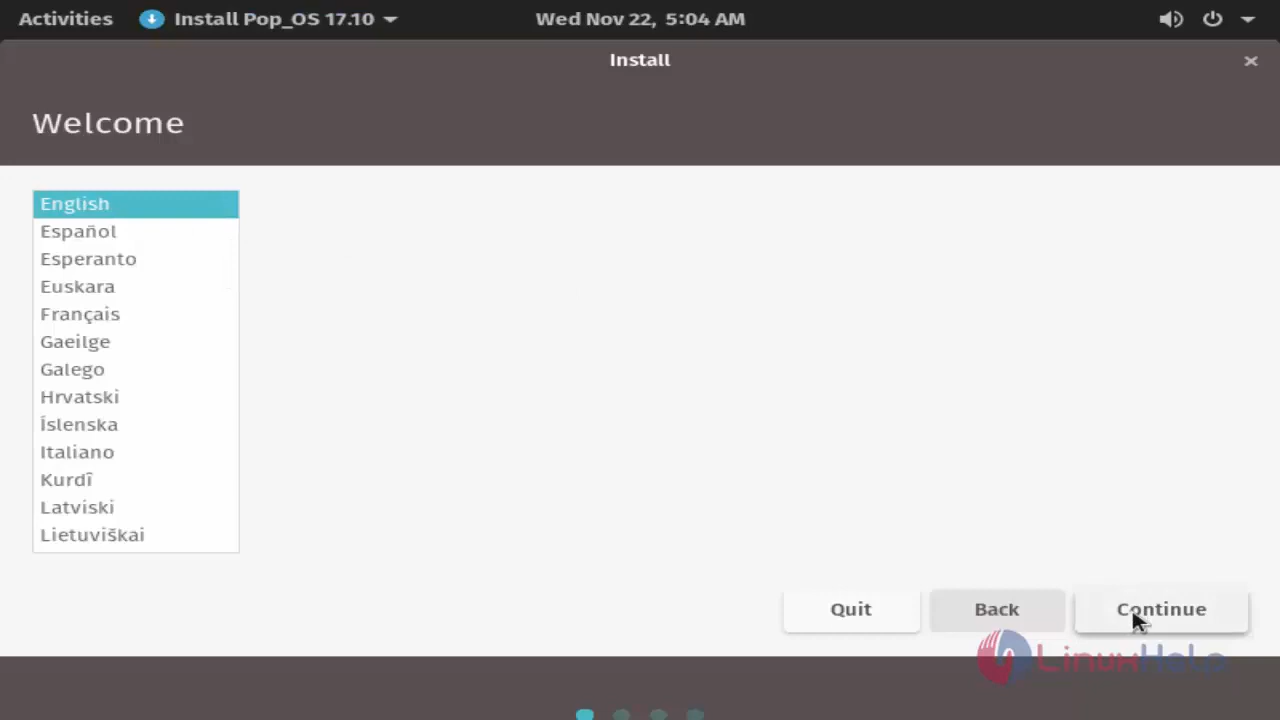 Activities Install Pop_OS 17.10 Wed Nov 22, 5:04 AM
Install
Welcome
English
Español
Esperanto
Euskara
Français
Gaeilge
Galego
Hrvatski
Íslenska
Italiano
Kurdî
Latviski
Lietuviškai
Quit Back Continue
LinuxHelp